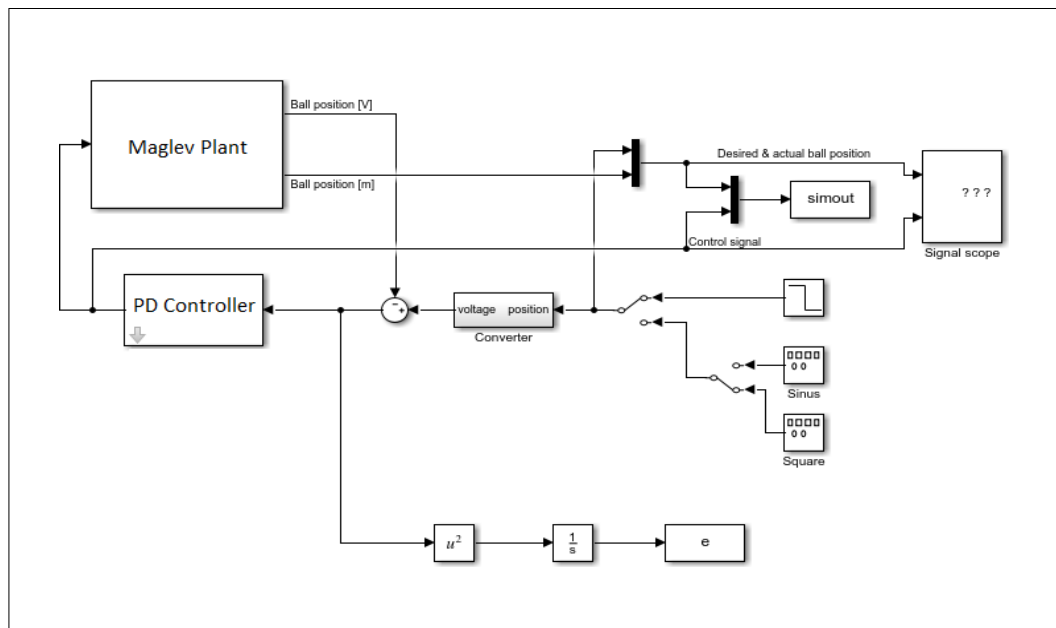 Ball position [V]
Maglev Plant
Ball position [m]
Desired & actual ball position
simout
? ? ?
Control signal
Signal scope
PD Controller
voltage position
Converter
Sinus
Square
u²
1
s
e